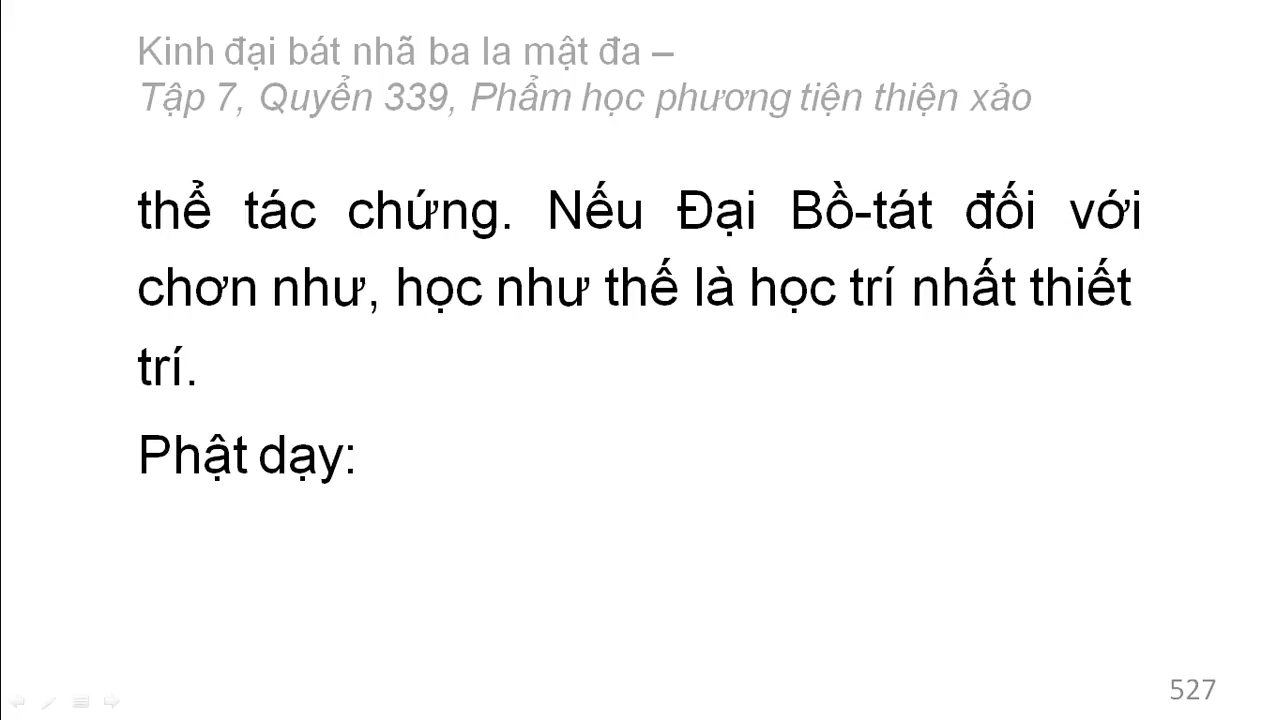 Kinh đại bát nhã ba la mật đa –
Tập 7, Quyển 339, Phẩm học phương tiện thiện xảo
thể tác chứng. Nếu Đại Bồ-tát đối với
chơn như, học như thế là học trí nhất thiết
trí.
Phật dạy:
527